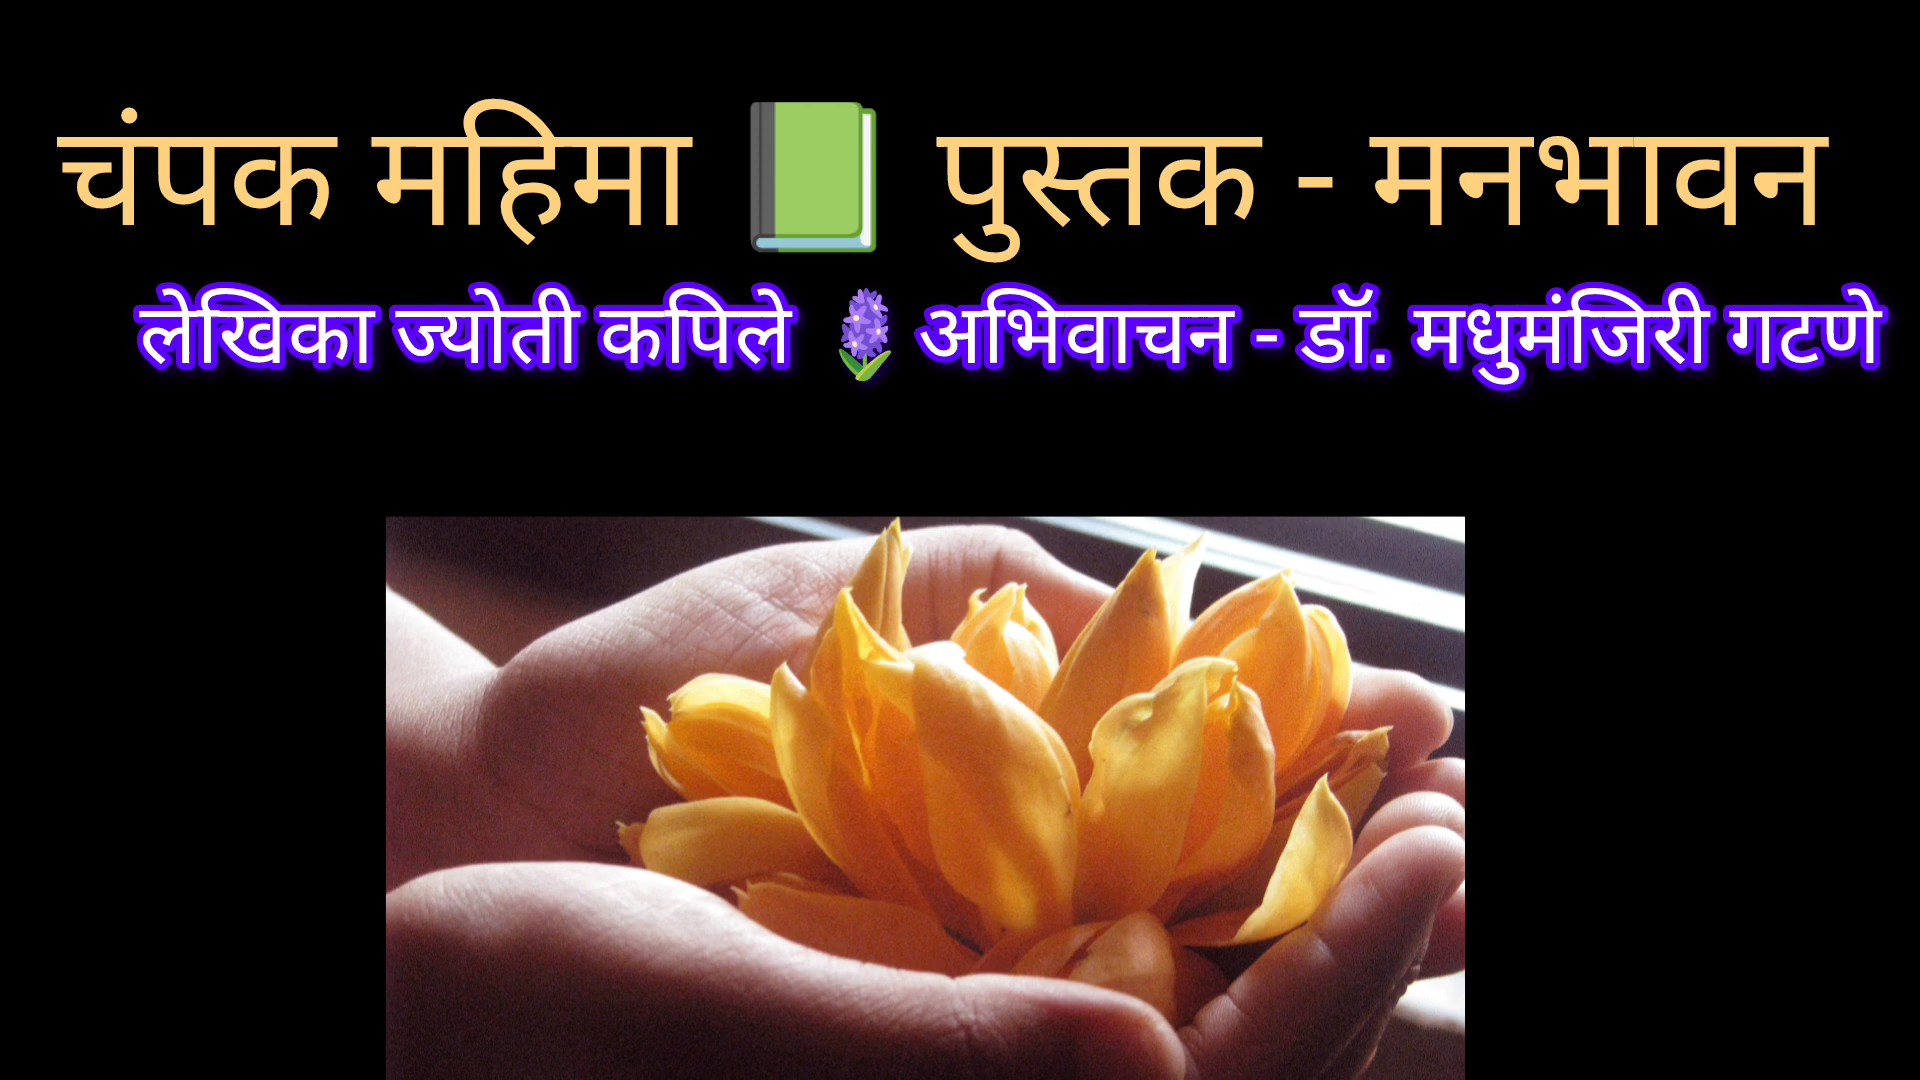 चंपक महिमा 📗 पुस्तक - मनभावन
लेखिका ज्योती कपिले 🪻अभिवाचन - डॉ. मधुमंजिरी गटणे